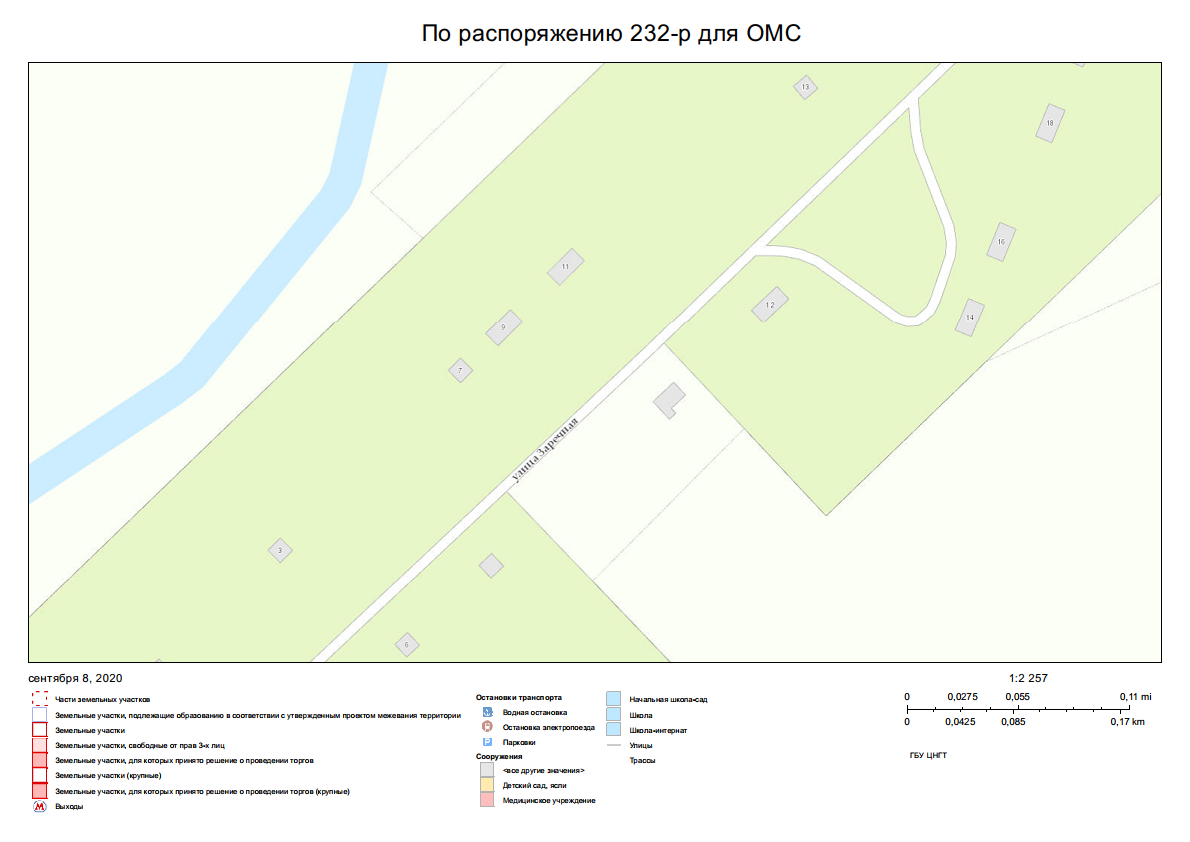 По распоряжению 232-р для ОМС
13
18
16
11
12
14
9
7
улица Заречная
3
6
сентября 8, 2020
Части земельных участков
Земельные участки, подлежащие образованию в соответствии с утвержденным проектом межевания территории
Земельные участки
Земельные участки, свободные от прав 3-х лиц
Земельные участки, для которых принято решение о проведении торгов
Земельные участки (крупные)
Земельные участки, для которых принято решение о проведении торгов (крупные)
М Выходы
Остановки транспорта
Водная остановка
Остановка электропоезда
P Парковки
Сооружения
<все другие значения>
Детский сад, ясли
Медицинское учреждение
Начальная школа-сад
Школа
Школа-интернат
Улицы
Трассы
1:2 257
0 0,0275 0,055 0,11 mi
0 0,0425 0,085 0,17 km
ГБУ ЦНГТ